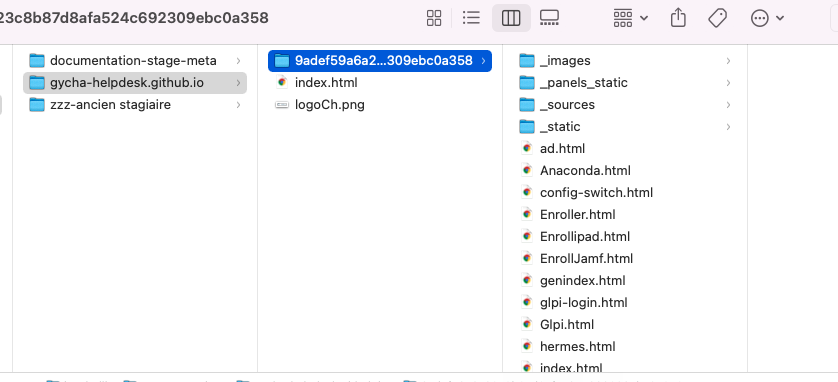 23c8b87d8afa524c692309ebc0a358
documentation-stage-meta
gycha-helpdesk.github.io
zzz-ancien stagiaire
9adef59a6a2...309ebc0a358
index.html
logoCh.png
_images
_panels_static
_sources
_static
ad.html
Anaconda.html
config-switch.html
Enroller.html
Enrollipad.html
EnrollJamf.html
genindex.html
glpi-login.html
Glpi.html
hermes.html
index.html